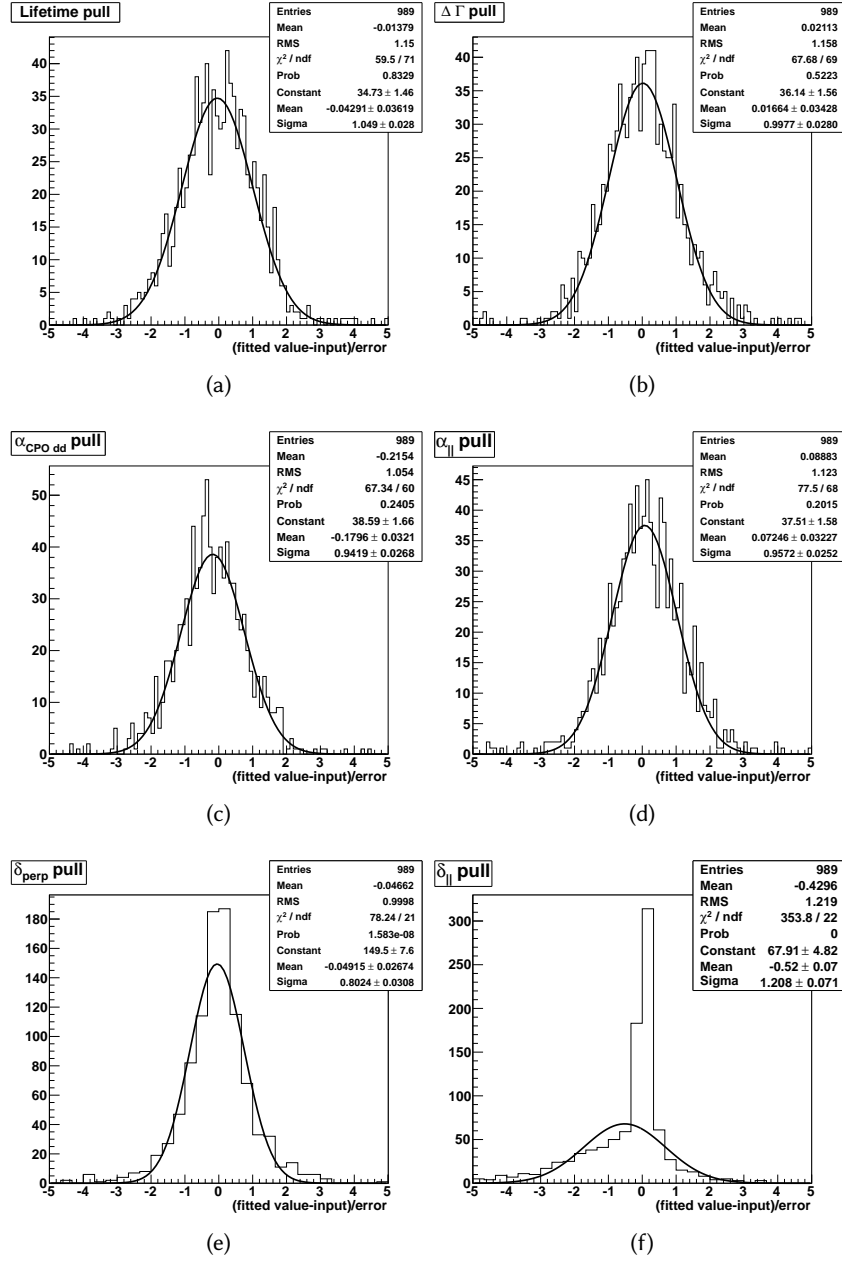 Lifetime pull
Entries 989
Mean -0.01379
RMS 1.15
χ² / ndf 59.5 / 71
Prob 0.8329
Constant 34.73 ± 1.46
Mean -0.04291 ± 0.03619
Sigma 1.049 ± 0.028
40
35
30
25
20
15
10
5
0
-5 -4 -3 -2 -1 0 1 2 3 4 5
(fitted value-input)/error
(a)
Δ Γ pull
Entries 989
Mean 0.02113
RMS 1.158
χ² / ndf 67.68 / 69
Prob 0.5223
Constant 36.14 ± 1.56
Mean 0.01664 ± 0.03428
Sigma 0.9977 ± 0.0280
40
35
30
25
20
15
10
5
0
-5 -4 -3 -2 -1 0 1 2 3 4 5
(fitted value-input)/error
(b)
α_CPO dd pull
Entries 989
Mean -0.2154
RMS 1.054
χ² / ndf 67.34 / 60
Prob 0.2405
Constant 38.59 ± 1.66
Mean -0.1796 ± 0.0321
Sigma 0.9419 ± 0.0268
50
40
30
20
10
0
-5 -4 -3 -2 -1 0 1 2 3 4 5
(fitted value-input)/error
(c)
α_|| pull
Entries 989
Mean 0.08883
RMS 1.123
χ² / ndf 77.5 / 68
Prob 0.2015
Constant 37.51 ± 1.58
Mean 0.07246 ± 0.03227
Sigma 0.9572 ± 0.0252
45
40
35
30
25
20
15
10
5
0
-5 -4 -3 -2 -1 0 1 2 3 4 5
(fitted value-input)/error
(d)
δ_perp pull
Entries 989
Mean -0.04662
RMS 0.9998
χ² / ndf 78.24 / 21
Prob 1.583e-08
Constant 149.5 ± 7.6
Mean -0.04915 ± 0.02674
Sigma 0.8024 ± 0.0308
180
160
140
120
100
80
60
40
20
0
-5 -4 -3 -2 -1 0 1 2 3 4 5
(fitted value-input)/error
(e)
δ_|| pull
Entries 989
Mean -0.4296
RMS 1.219
χ² / ndf 353.8 / 22
Prob 0
Constant 67.91 ± 4.82
Mean -0.52 ± 0.07
Sigma 1.208 ± 0.071
300
250
200
150
100
50
0
-5 -4 -3 -2 -1 0 1 2 3 4 5
(fitted value-input)/error
(f)